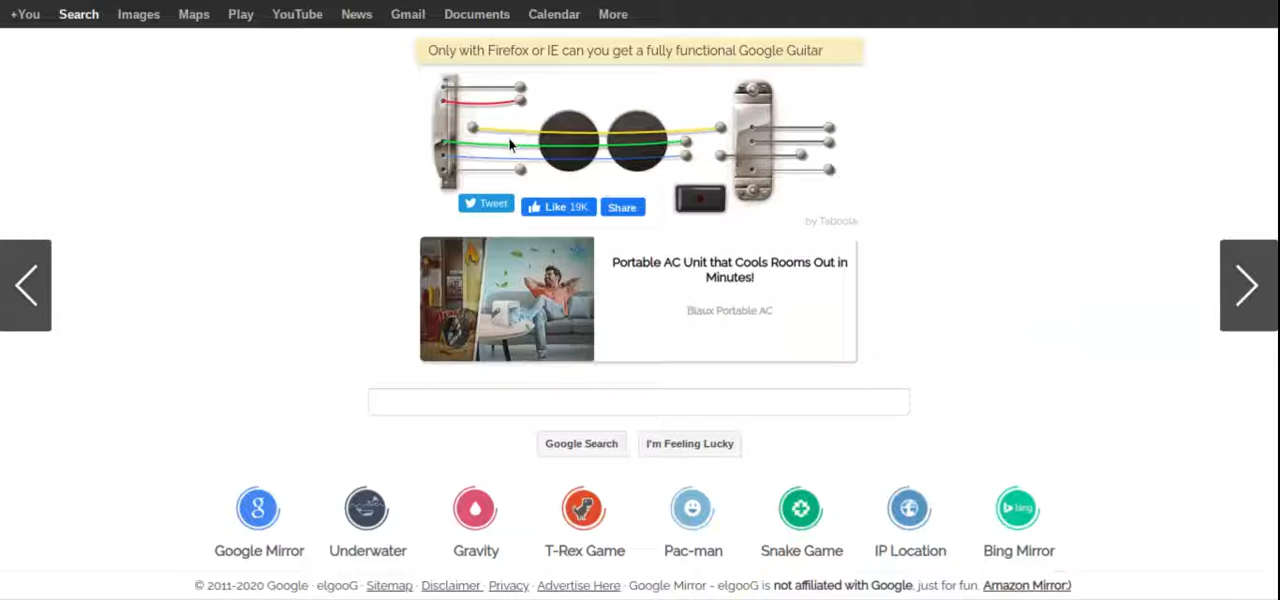 +You Search Images Maps Play YouTube News Gmail Documents Calendar More
Only with Firefox or IE can you get a fully functional Google Guitar
Tweet Like 19K Share
by Taboola
Portable AC Unit that Cools Rooms Out in
Minutes!
Blaux Portable AC
Google Search I'm Feeling Lucky
g bing
Google Mirror Underwater Gravity T-Rex Game Pac-man Snake Game IP Location Bing Mirror
© 2011-2020 Google · elgooG · Sitemap · Disclaimer · Privacy · Advertise Here · Google Mirror - elgooG is not affiliated with Google, just for fun. Amazon Mirror:)